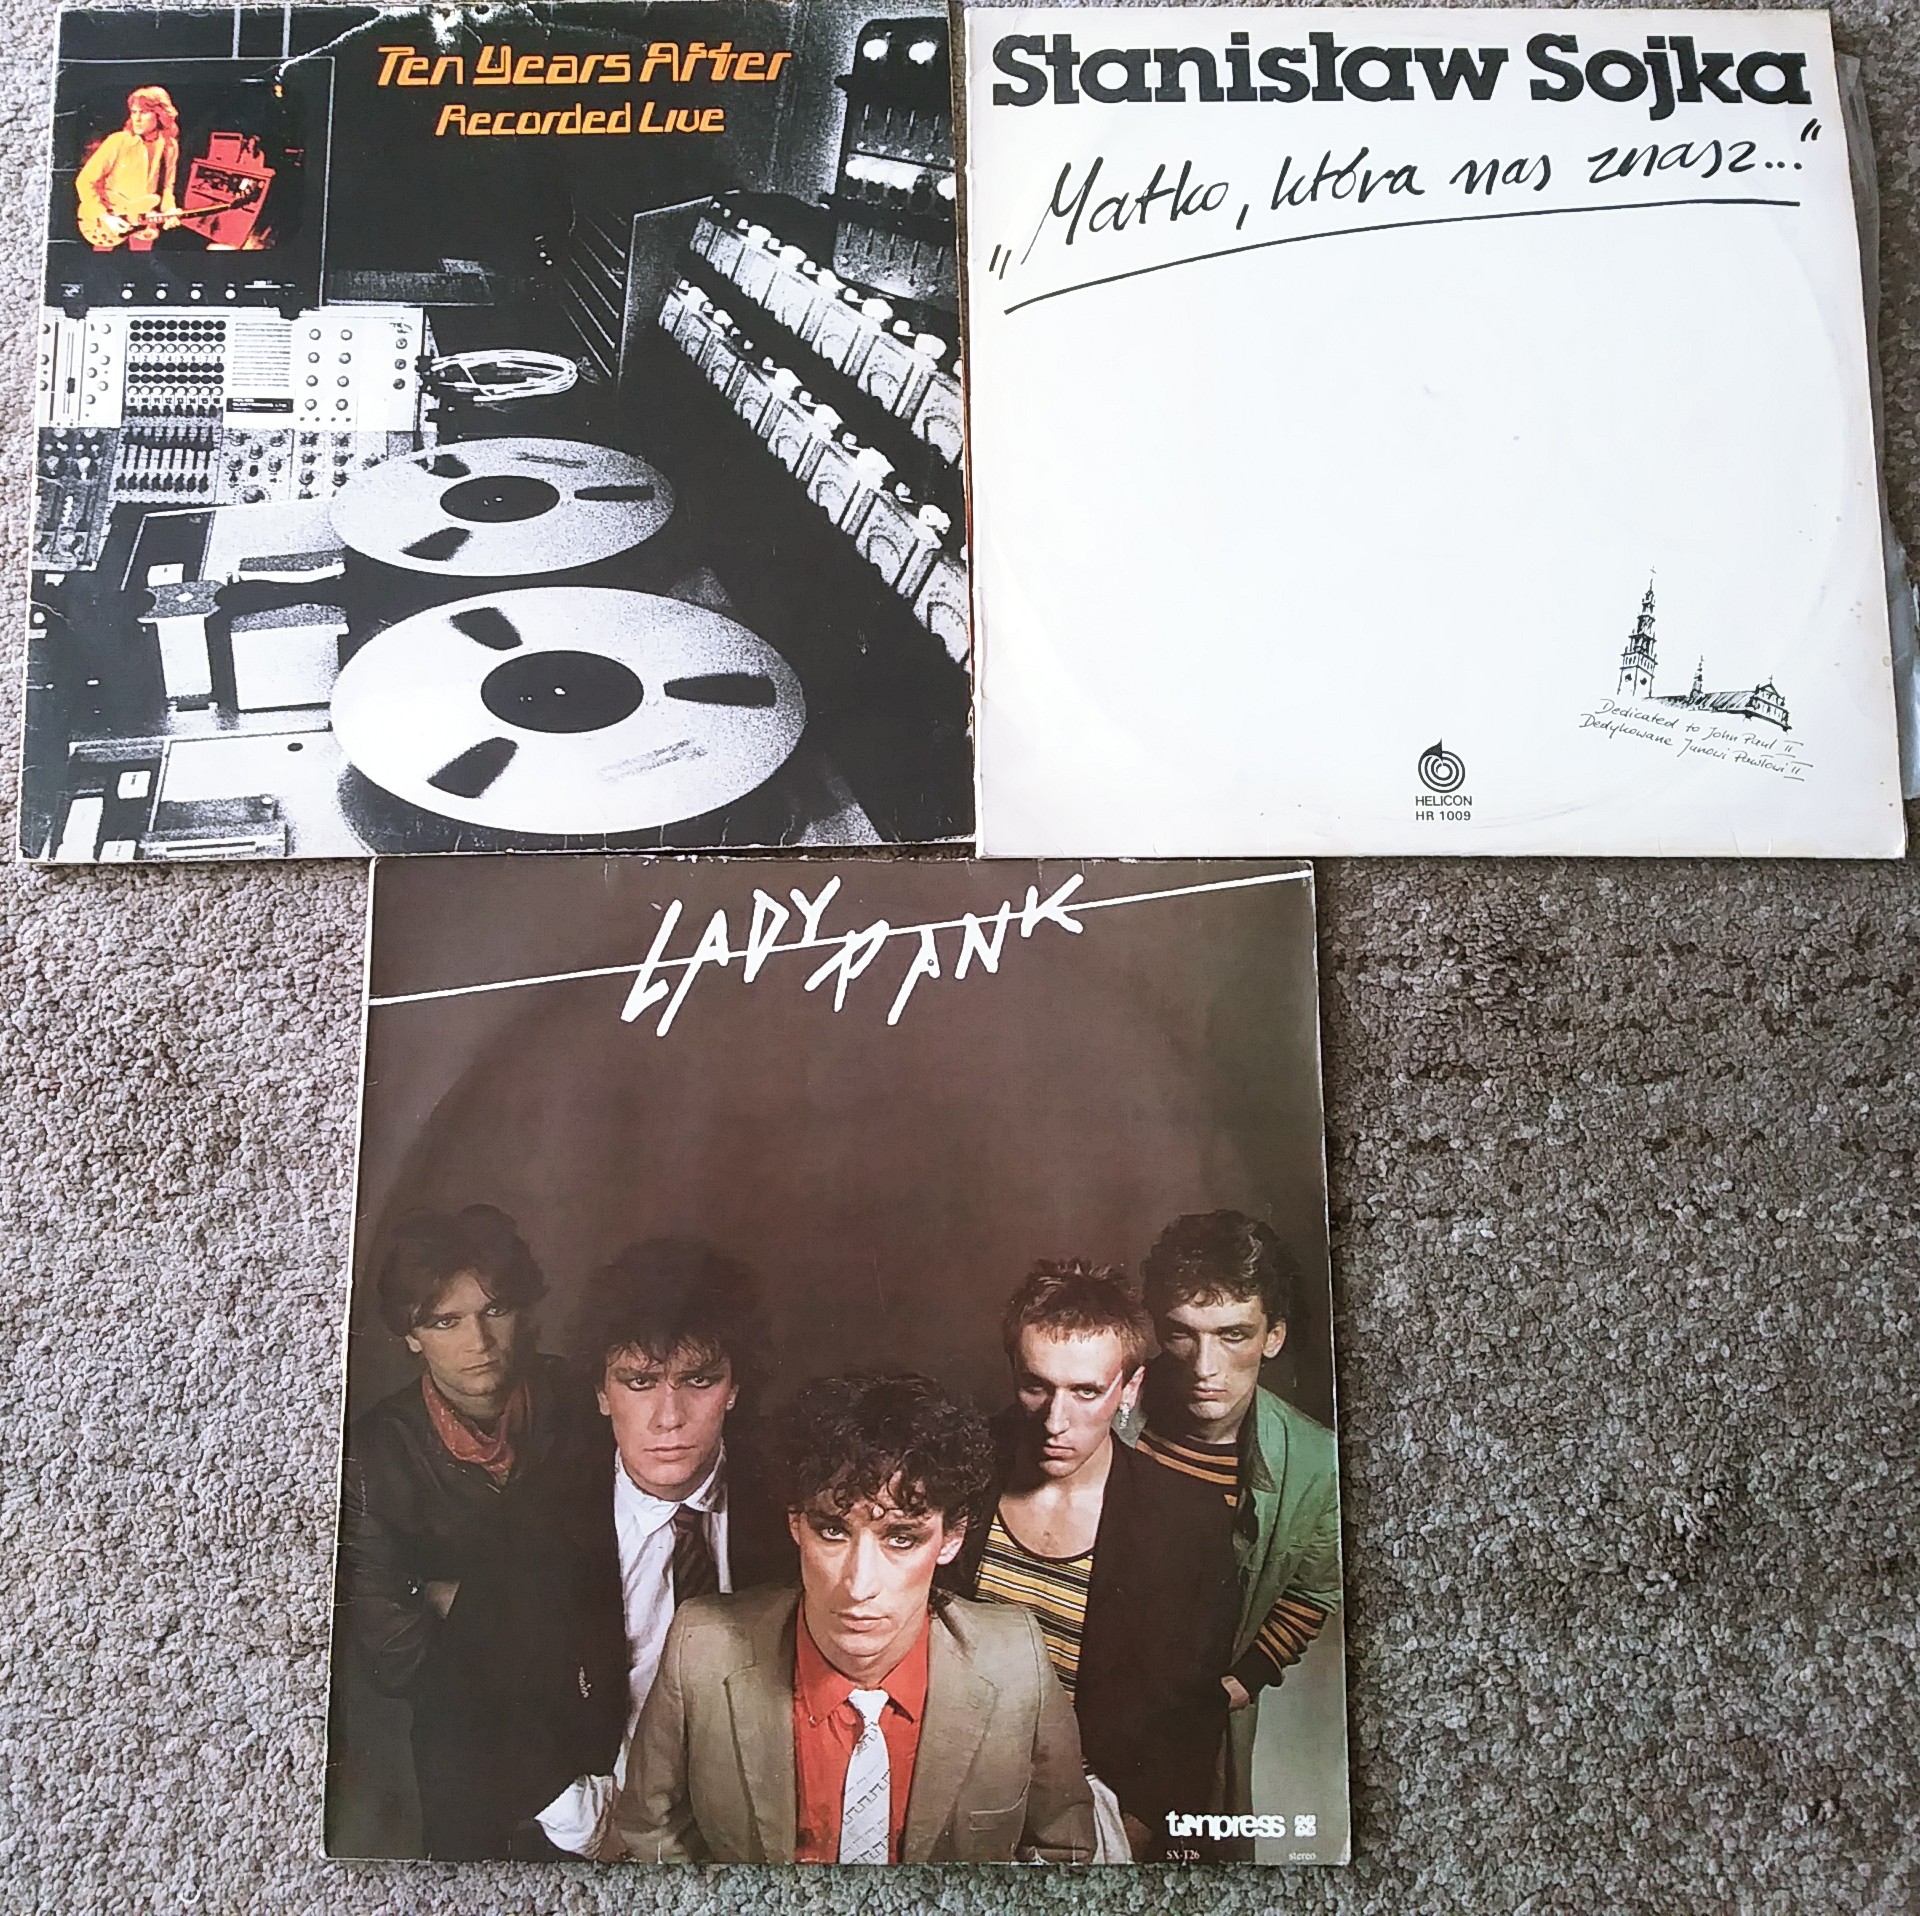 Ten Years After
Recorded Live
Stanisław Sojka
„Matko, która nas znasz..."
Dedicated to John Paul II
Dedykowane Janowi Pawłowi II
HELICON
HR 1009
LADY PANK
tonpress
SX-T26 stereo